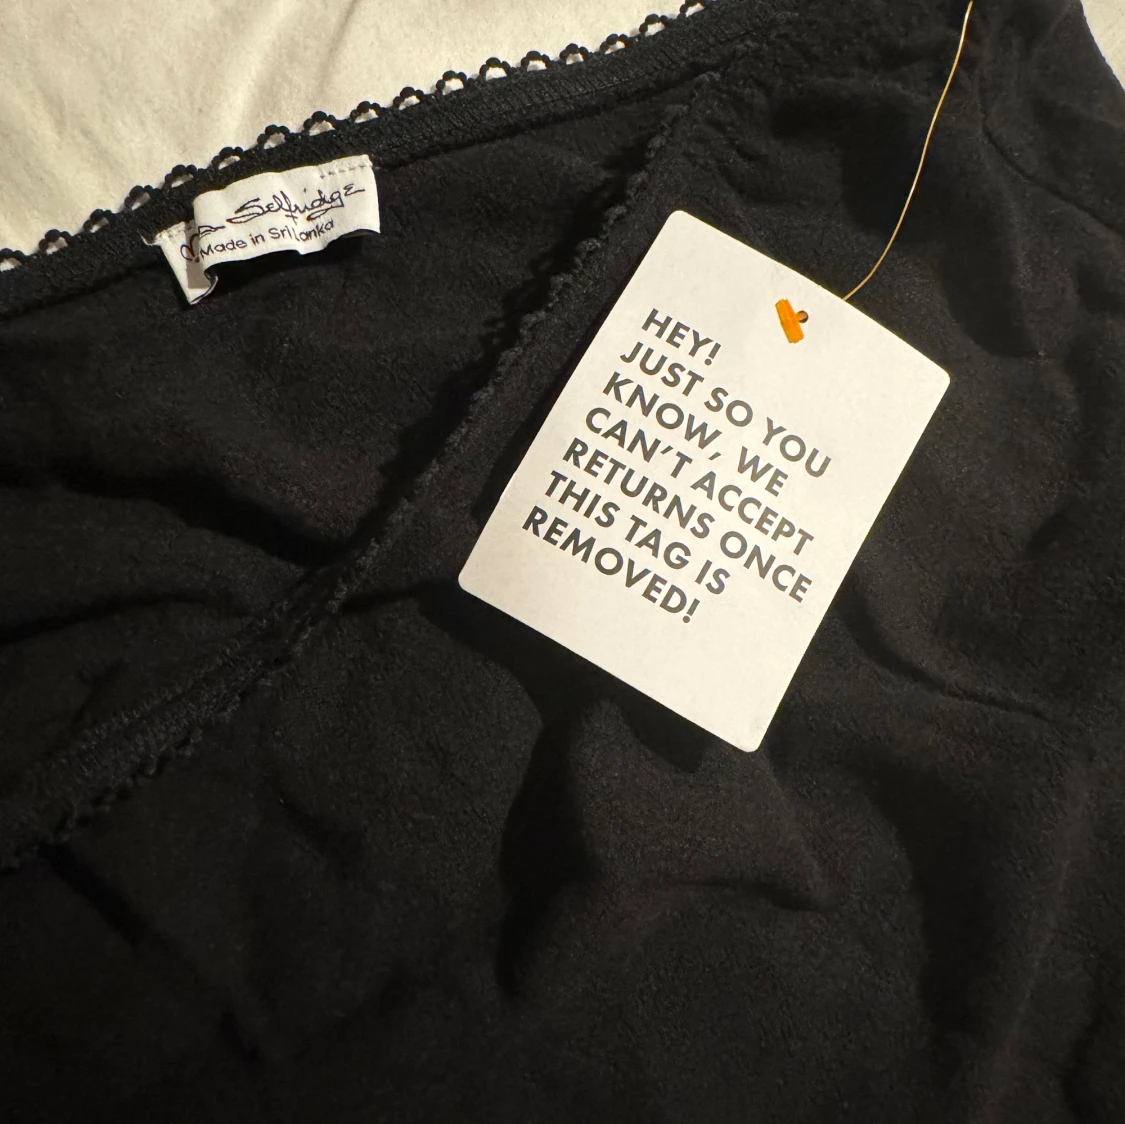 Selfridge
Made in Sri Lanka
HEY!
JUST SO YOU
KNOW, WE
CAN'T ACCEPT
RETURNS ONCE
THIS TAG IS
REMOVED!